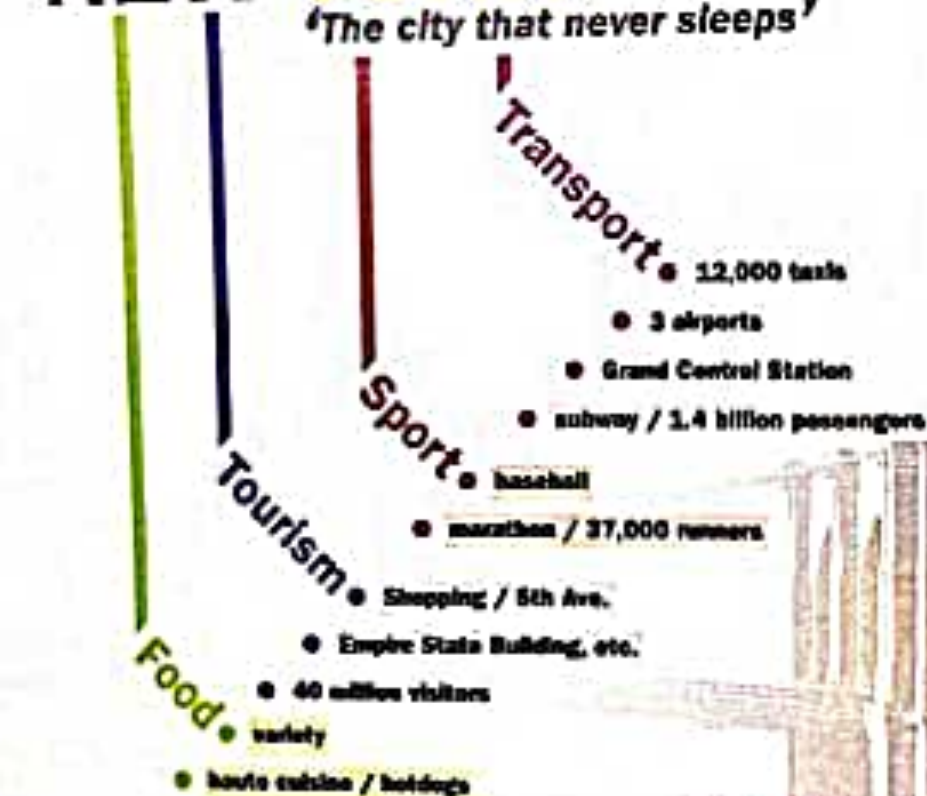 ‘The city that never sleeps’
Transport
12,000 taxis
3 airports
Grand Central Station
subway / 1.4 billion passengers
Sport
baseball
marathon / 37,000 runners
Tourism
Shopping / 5th Ave.
Empire State Building, etc.
40 million visitors
Food
variety
haute cuisine / hotdogs